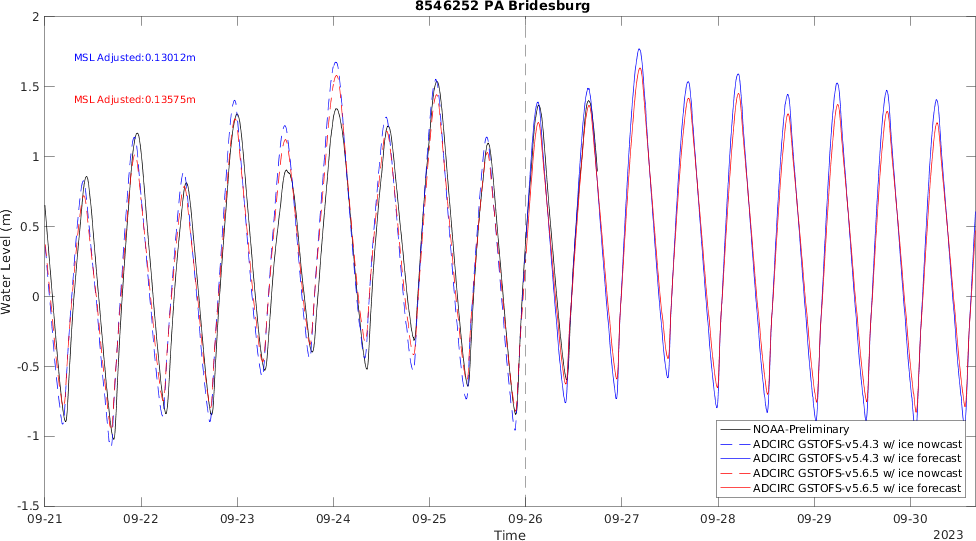 8546252 PA Bridesburg
MSL Adjusted:0.13012m
MSL Adjusted:0.13575m
Water Level (m)
2
1.5
1
0.5
0
-0.5
-1
-1.5
NOAA-Preliminary
ADCIRC GSTOFS-v5.4.3 w/ ice nowcast
ADCIRC GSTOFS-v5.4.3 w/ ice forecast
ADCIRC GSTOFS-v5.6.5 w/ ice nowcast
ADCIRC GSTOFS-v5.6.5 w/ ice forecast
09-21 09-22 09-23 09-24 09-25 09-26 09-27 09-28 09-29 09-30
Time
2023